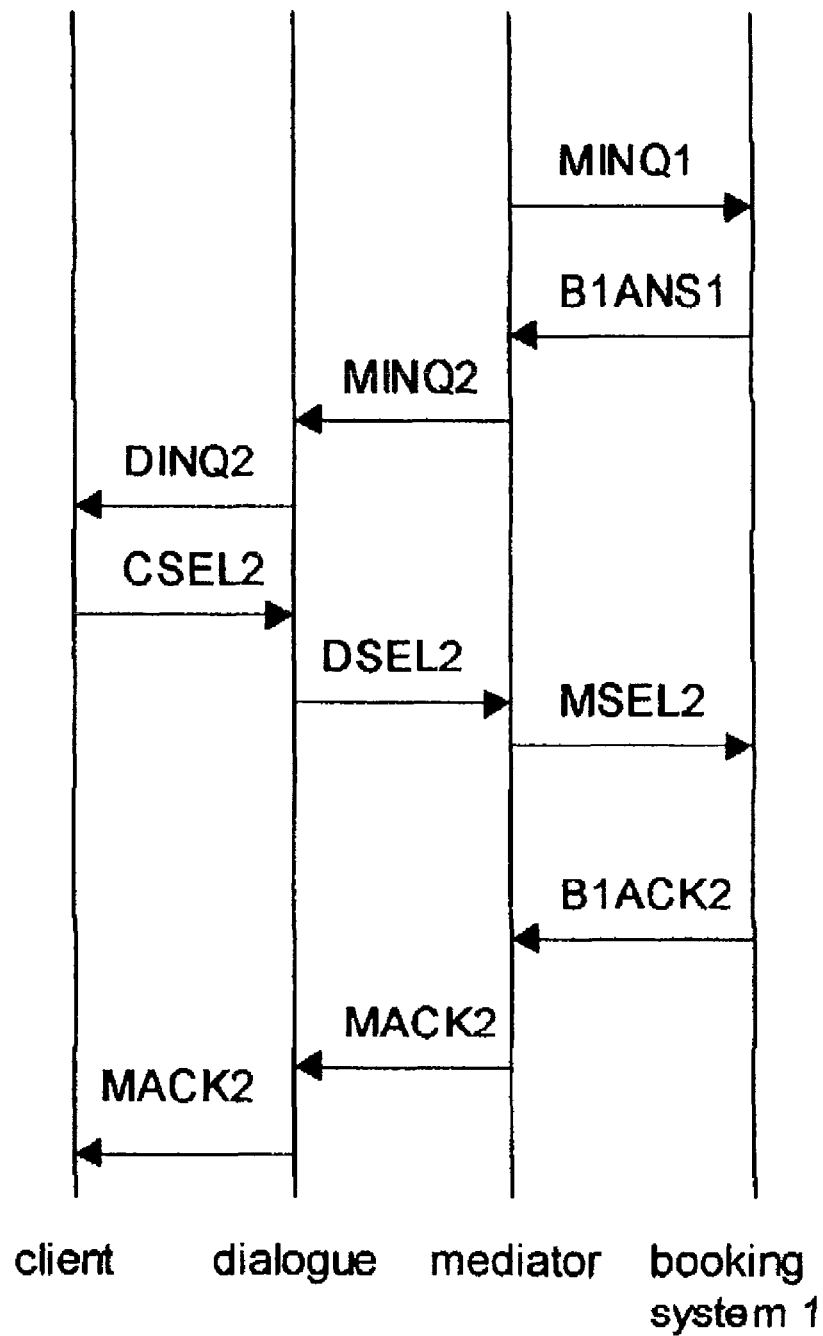 MINQ1
B1ANS1
MINQ2
DINQ2
CSEL2
DSEL2
MSEL2
B1ACK2
MACK2
MACK2
client dialogue mediator booking
system 1